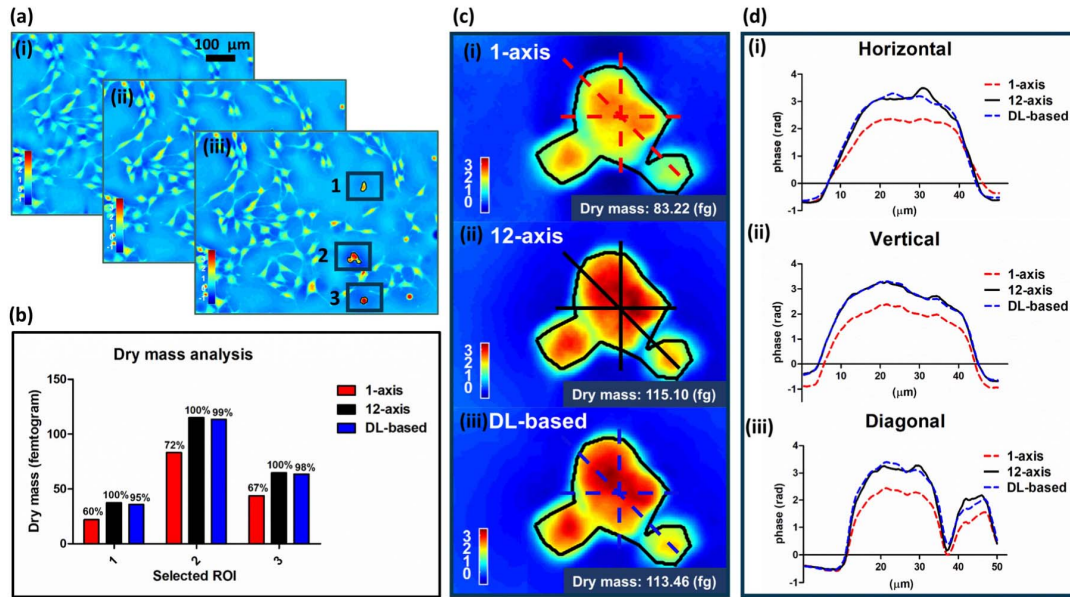 (a)
(i)
100 µm
(ii)
(iii)
1
2
3
(b)
Dry mass analysis
Dry mass (femtogram)
150
100
50
0
60%
100%
95%
72%
100%
99%
67%
100%
98%
1
2
3
Selected ROI
1-axis
12-axis
DL-based
(c)
(i) 1-axis
3
2
1
0
Dry mass: 83.22 (fg)
(ii) 12-axis
3
2
1
0
Dry mass: 115.10 (fg)
(iii) DL-based
3
2
1
0
Dry mass: 113.46 (fg)
(d)
(i)
Horizontal
phase (rad)
4
3
2
1
0
-1
10
20
30
40
(µm)
1-axis
12-axis
DL-based
(ii)
Vertical
phase (rad)
4
3
2
1
0
-1
10
20
30
40
(µm)
1-axis
12-axis
DL-based
(iii)
Diagonal
phase (rad)
4
3
2
1
0
-1
10
20
30
40
50
(µm)
1-axis
12-axis
DL-based